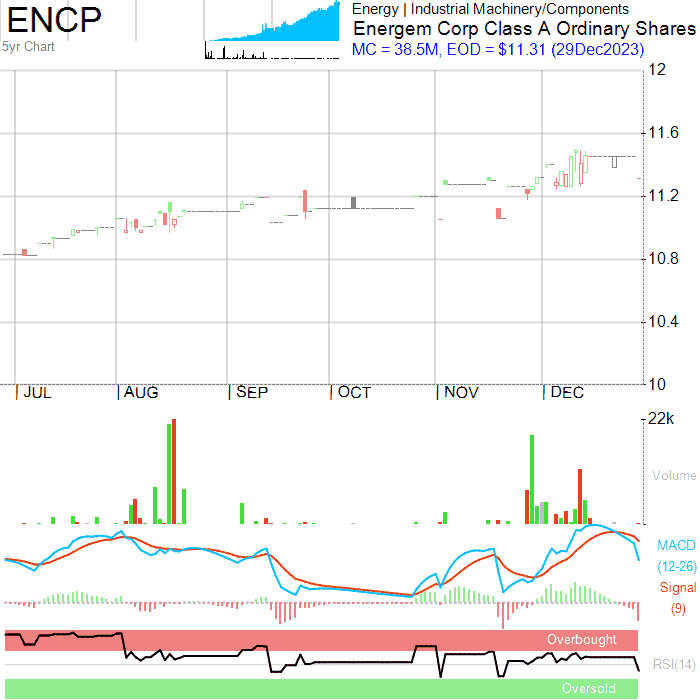 ENCP
5yr Chart
Energy | Industrial Machinery/Components
Energem Corp Class A Ordinary Shares
MC = 38.5M, EOD = $11.31 (29Dec2023)
12
11.6
11.2
10.8
10.4
10
JUL
AUG
SEP
OCT
NOV
DEC
22k
Volume
MACD
(12-26)
Signal
(9)
Overbought
RSI(14)
Oversold